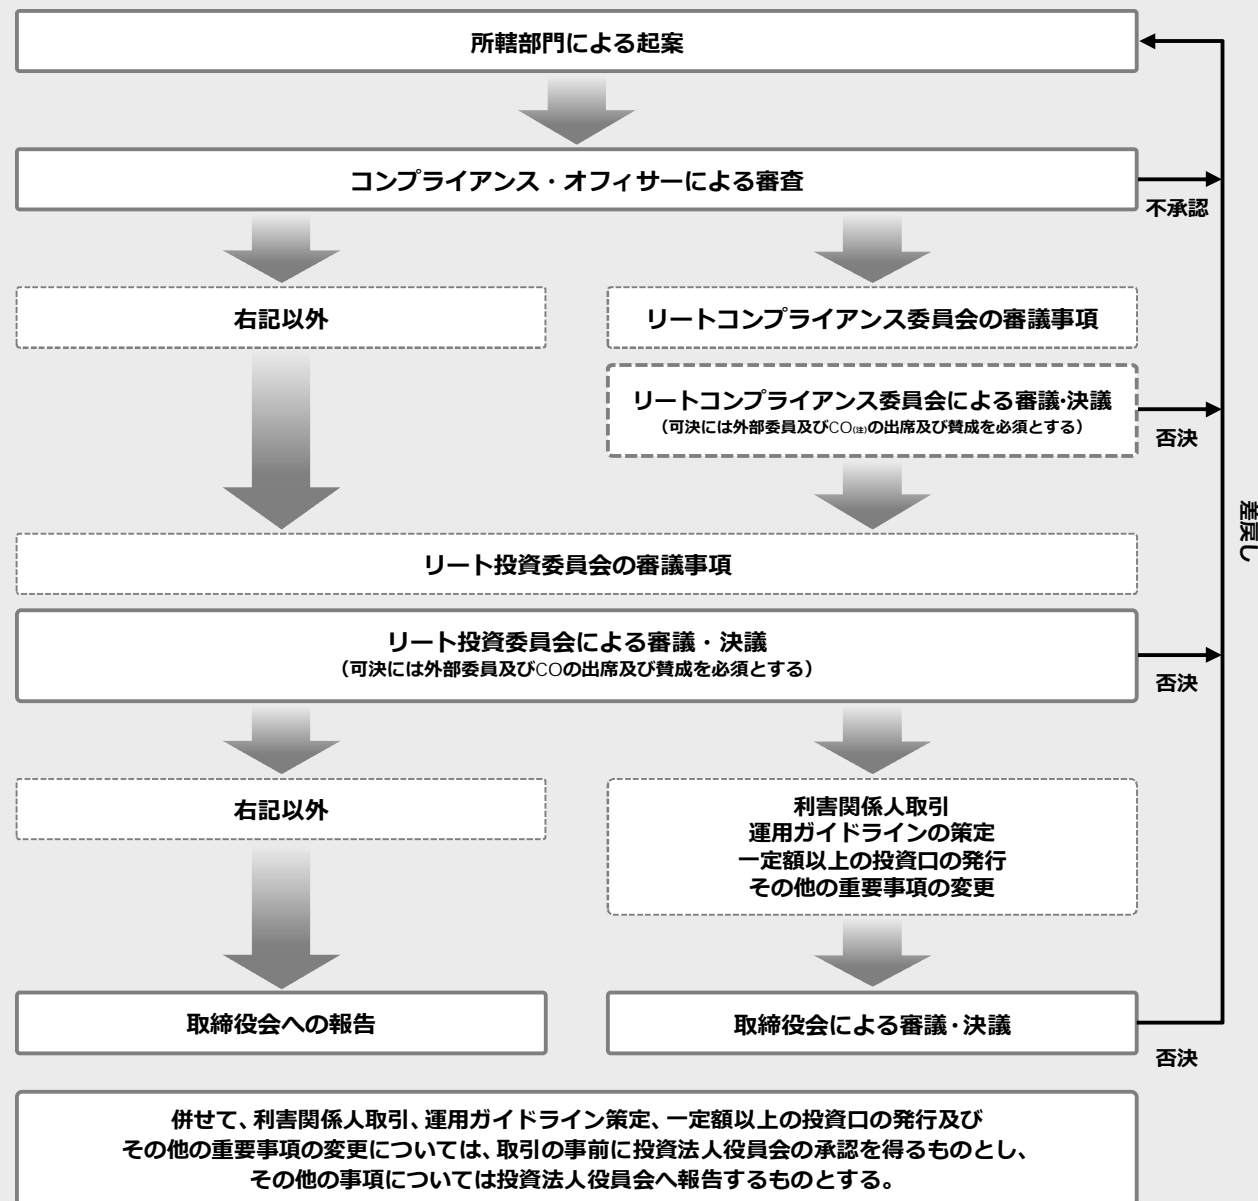 所轄部門による起案
コンプライアンス・オフィサーによる審査
不承認
右記以外
リートコンプライアンス委員会の審議事項
リートコンプライアンス委員会による審議・決議
（可決には外部委員及びCO(注)の出席及び賛成を必須とする）
否決
差戻し
リート投資委員会の審議事項
リート投資委員会による審議・決議
（可決には外部委員及びCOの出席及び賛成を必須とする）
否決
右記以外
利害関係人取引
運用ガイドラインの策定
一定額以上の投資口の発行
その他の重要事項の変更
取締役会への報告
取締役会による審議・決議
否決
併せて、利害関係人取引、運用ガイドライン策定、一定額以上の投資口の発行及び
その他の重要事項の変更については、取引の事前に投資法人役員会の承認を得るものとし、
その他の事項については投資法人役員会へ報告するものとする。